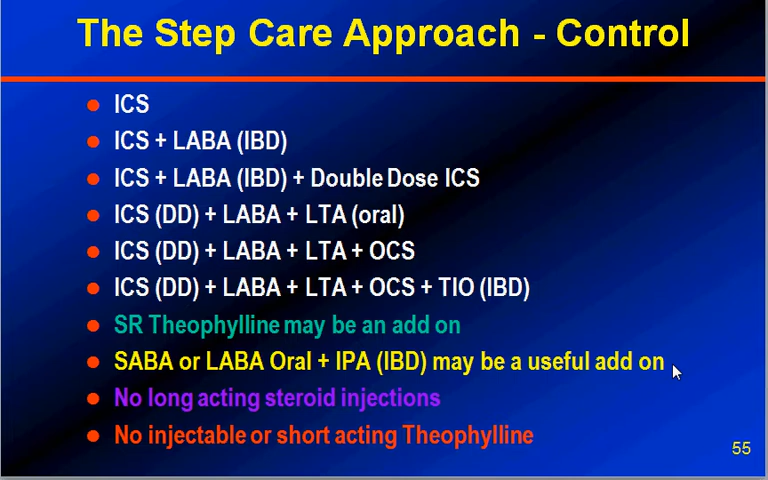 The Step Care Approach - Control
ICS
ICS + LABA (IBD)
ICS + LABA (IBD) + Double Dose ICS
ICS (DD) + LABA + LTA (oral)
ICS (DD) + LABA + LTA + OCS
ICS (DD) + LABA + LTA + OCS + TIO (IBD)
SR Theophylline may be an add on
SABA or LABA Oral + IPA (IBD) may be a useful add on
No long acting steroid injections
No injectable or short acting Theophylline
55